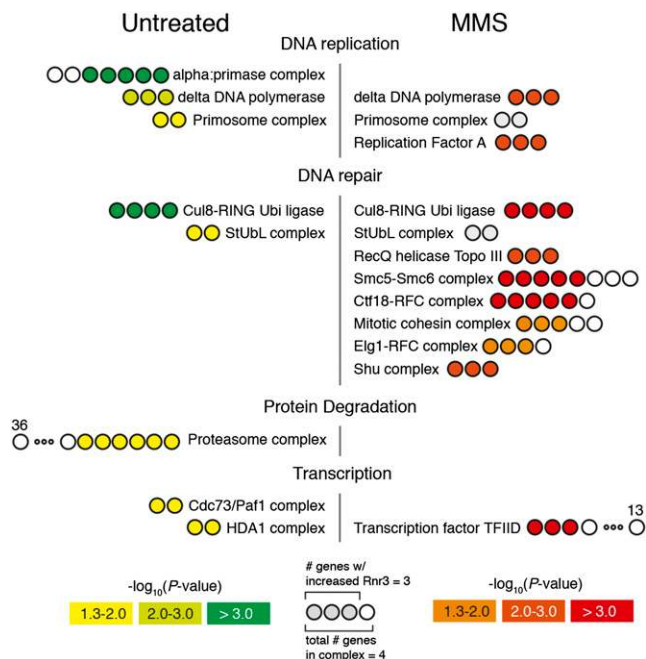 Untreated MMS
DNA replication
alpha:primase complex
delta DNA polymerase delta DNA polymerase
Primosome complex Primosome complex
Replication Factor A
DNA repair
Cul8-RING Ubi ligase Cul8-RING Ubi ligase
StUbL complex StUbL complex
RecQ helicase Topo III
Smc5-Smc6 complex
Ctf18-RFC complex
Mitotic cohesin complex
Elg1-RFC complex
Shu complex
Protein Degradation
36
Proteasome complex
Transcription
Cdc73/Paf1 complex
13
HDA1 complex Transcription factor TFIID
# genes w/
increased Rnr3 = 3
-log10(P-value) -log10(P-value)
1.3-2.0 2.0-3.0 > 3.0 1.3-2.0 2.0-3.0 > 3.0
total # genes
in complex = 4